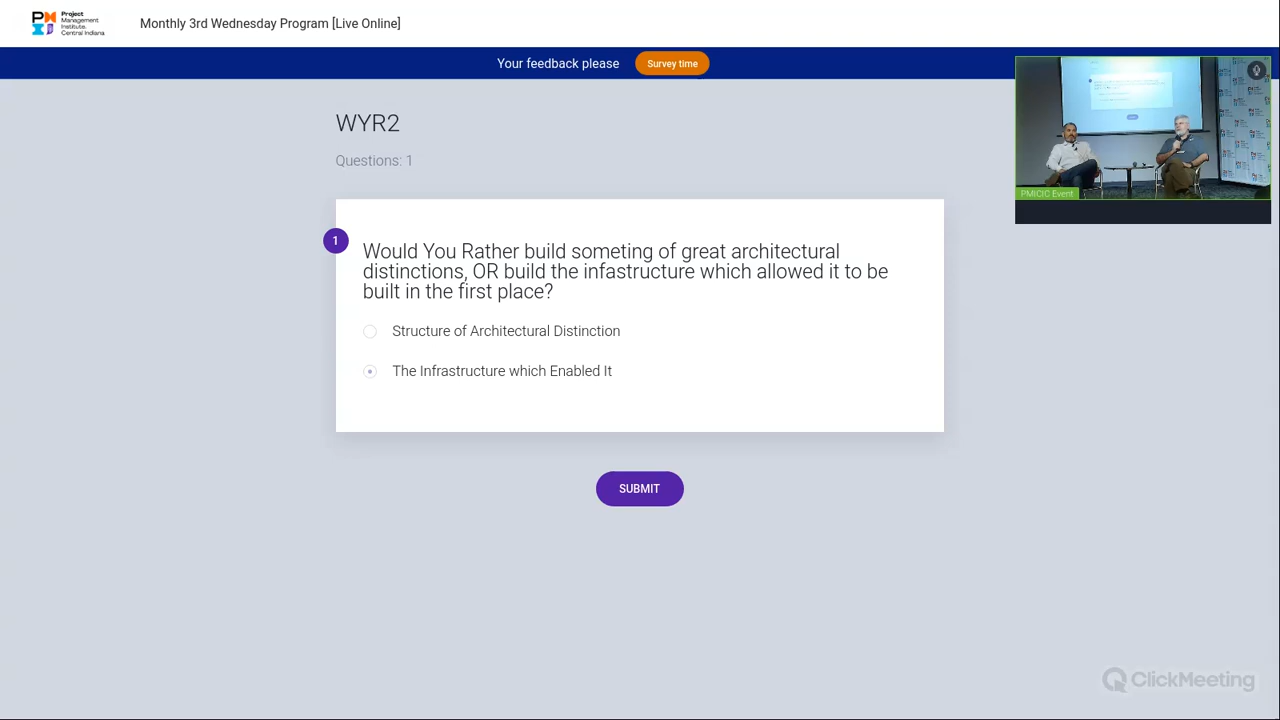 Project
Management
Institute.
Central Indiana
Monthly 3rd Wednesday Program [Live Online]
Your feedback please
Survey time
WYR2
Questions: 1
1
Would You Rather build someting of great architectural
distinctions, OR build the infastructure which allowed it to be
built in the first place?
Structure of Architectural Distinction
The Infrastructure which Enabled It
SUBMIT
PMICIC Event
ClickMeeting